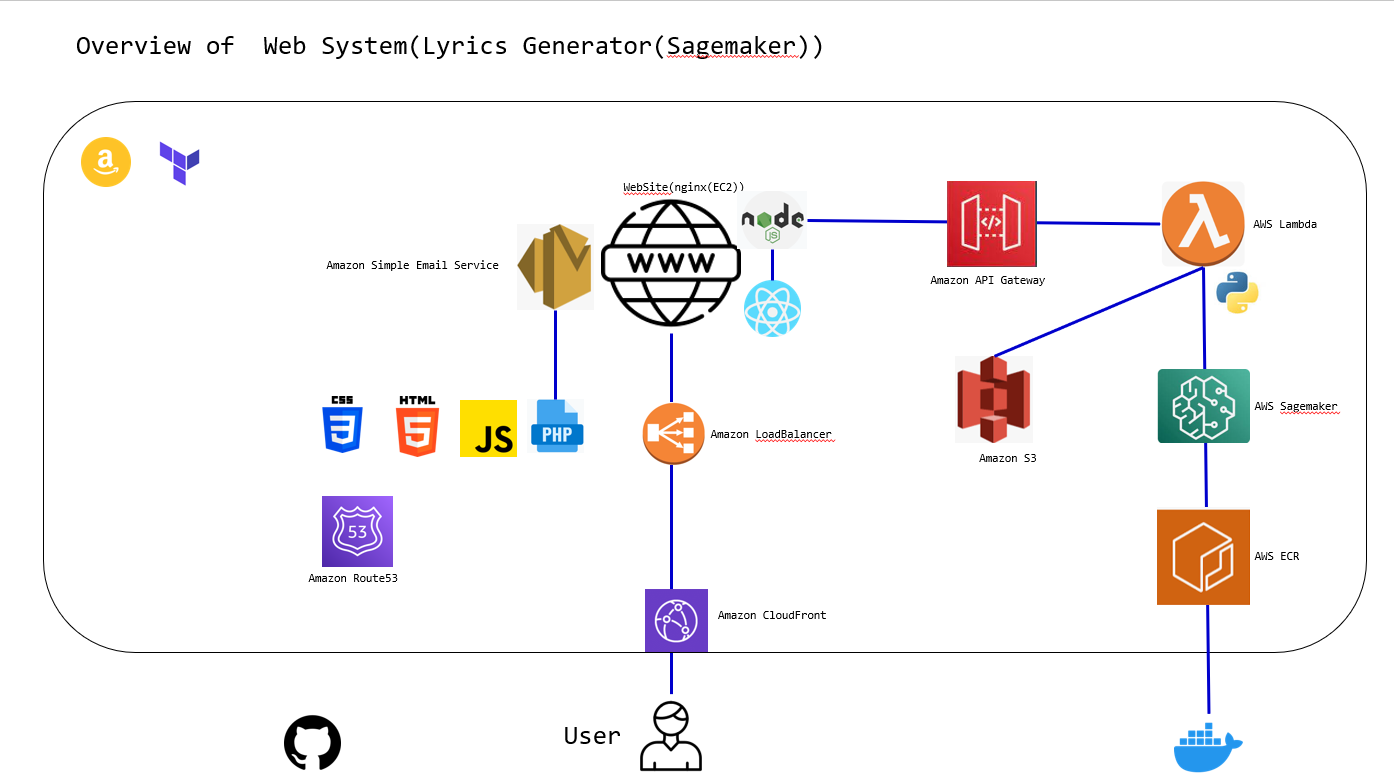 Overview of  Web System(Lyrics Generator(Sagemaker))
a
WebSite(nginx(EC2))
node
JS
</>
AWS Lambda
Amazon Simple Email Service
WWW
Amazon API Gateway
CSS
3
HTML
5
JS
PHP
Amazon LoadBalancer
AWS Sagemaker
Amazon S3
53
Amazon Route53
AWS ECR
Amazon CloudFront
User